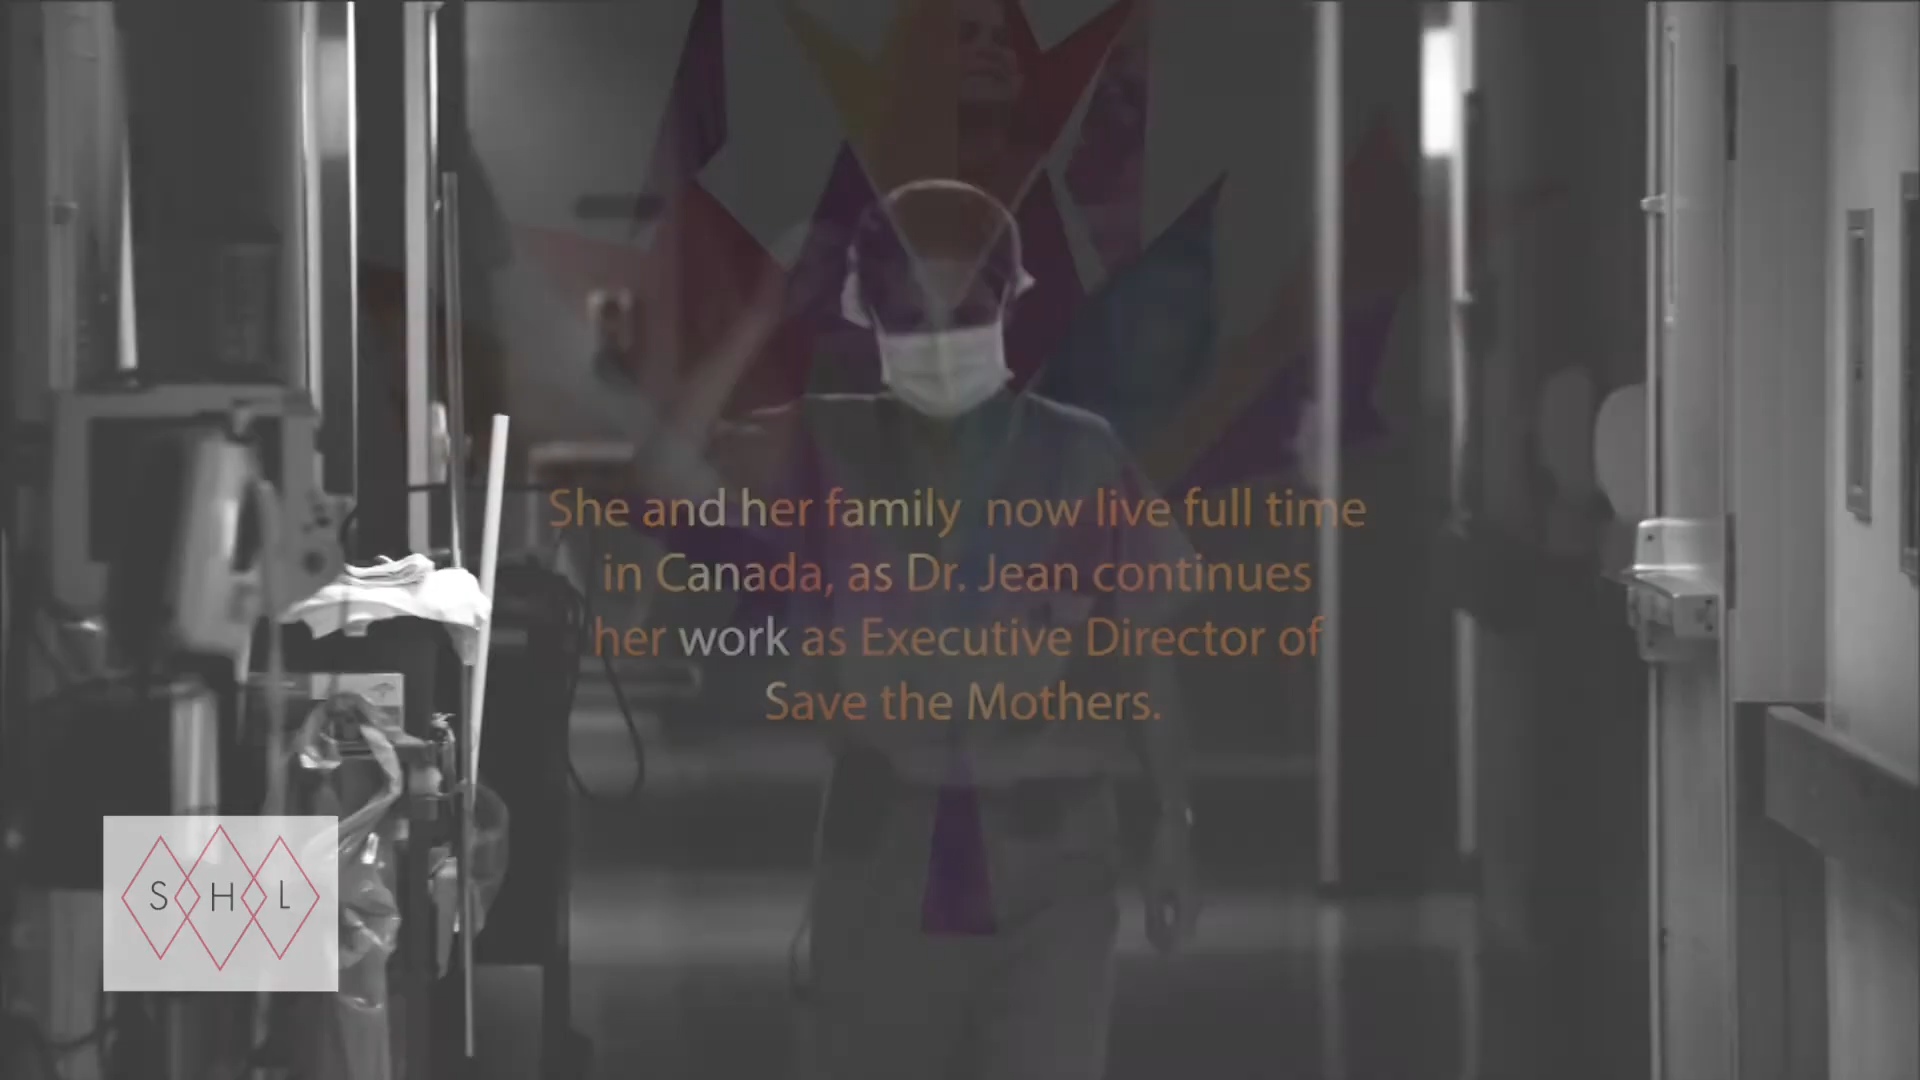 She and her family  now live full time
in Canada, as Dr. Jean continues
her work as Executive Director of
Save the Mothers.
S H L